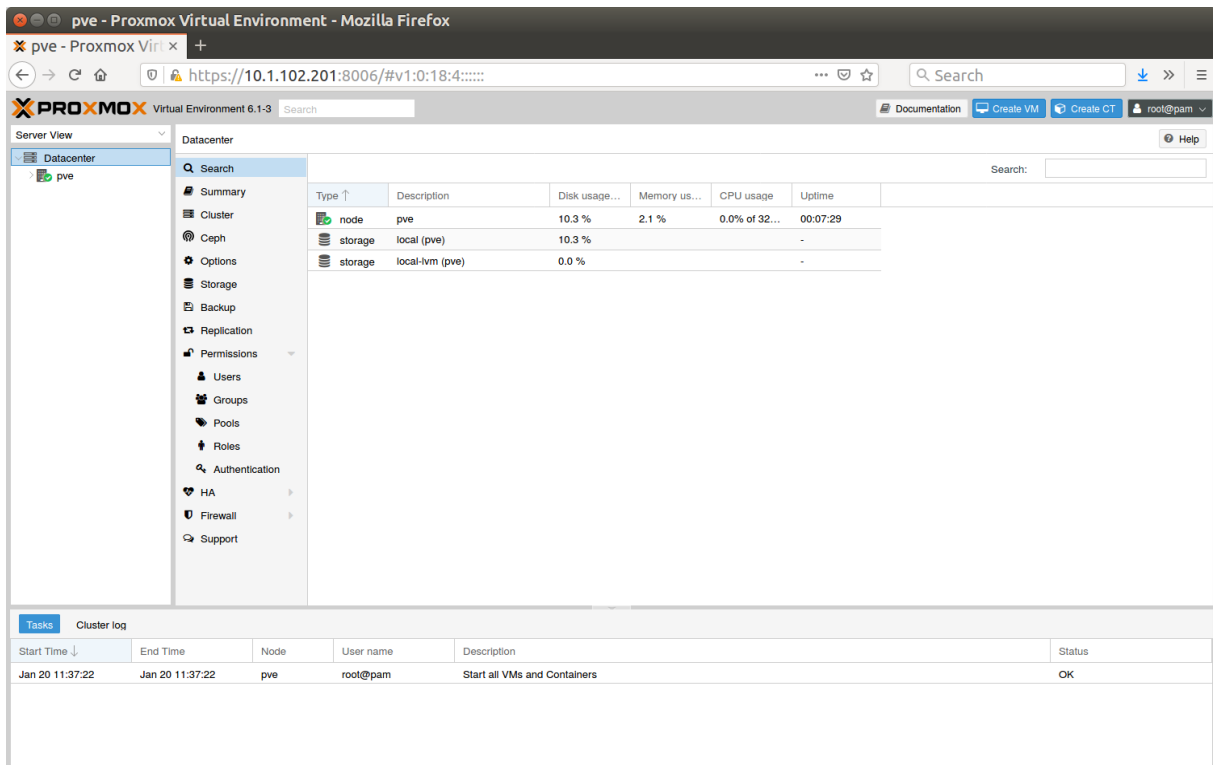 pve - Proxmox Virtual Environment - Mozilla Firefox
pve - Proxmox Virt × +
https://10.1.102.201:8006/#v1:0:18:4:::::: Search
PROXMOX Virtual Environment 6.1-3 Search Documentation Create VM Create CT root@pam
Server View
Datacenter
pve
Datacenter Help
Search
Summary
Cluster
Ceph
Options
Storage
Backup
Replication
Permissions
Users
Groups
Pools
Roles
Authentication
HA
Firewall
Support
Search:
Type ↑ Description Disk usage... Memory us... CPU usage Uptime
node pve 10.3 % 2.1 % 0.0% of 32... 00:07:29
storage local (pve) 10.3 % -
storage local-lvm (pve) 0.0 % -
Tasks Cluster log
Start Time ↓ End Time Node User name Description Status
Jan 20 11:37:22 Jan 20 11:37:22 pve root@pam Start all VMs and Containers OK